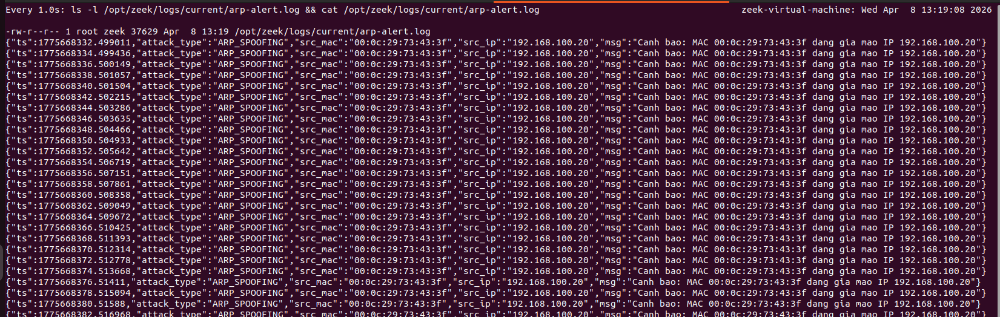 Every 1.0s: ls -l /opt/zeek/logs/current/arp-alert.log && cat /opt/zeek/logs/current/arp-alert.log zeek-virtual-machine: Wed Apr  8 13:19:08 2026
-rw-r--r-- 1 root zeek 37629 Apr  8 13:19 /opt/zeek/logs/current/arp-alert.log
{"ts":1775668332.499011,"attack_type":"ARP_SPOOFING","src_mac":"00:0c:29:73:43:3f","src_ip":"192.168.100.20","msg":"Canh bao: MAC 00:0c:29:73:43:3f dang gia mao IP 192.168.100.20"}
{"ts":1775668334.499436,"attack_type":"ARP_SPOOFING","src_mac":"00:0c:29:73:43:3f","src_ip":"192.168.100.20","msg":"Canh bao: MAC 00:0c:29:73:43:3f dang gia mao IP 192.168.100.20"}
{"ts":1775668336.500149,"attack_type":"ARP_SPOOFING","src_mac":"00:0c:29:73:43:3f","src_ip":"192.168.100.20","msg":"Canh bao: MAC 00:0c:29:73:43:3f dang gia mao IP 192.168.100.20"}
{"ts":1775668338.501057,"attack_type":"ARP_SPOOFING","src_mac":"00:0c:29:73:43:3f","src_ip":"192.168.100.20","msg":"Canh bao: MAC 00:0c:29:73:43:3f dang gia mao IP 192.168.100.20"}
{"ts":1775668340.501504,"attack_type":"ARP_SPOOFING","src_mac":"00:0c:29:73:43:3f","src_ip":"192.168.100.20","msg":"Canh bao: MAC 00:0c:29:73:43:3f dang gia mao IP 192.168.100.20"}
{"ts":1775668342.502215,"attack_type":"ARP_SPOOFING","src_mac":"00:0c:29:73:43:3f","src_ip":"192.168.100.20","msg":"Canh bao: MAC 00:0c:29:73:43:3f dang gia mao IP 192.168.100.20"}
{"ts":1775668344.503286,"attack_type":"ARP_SPOOFING","src_mac":"00:0c:29:73:43:3f","src_ip":"192.168.100.20","msg":"Canh bao: MAC 00:0c:29:73:43:3f dang gia mao IP 192.168.100.20"}
{"ts":1775668346.503635,"attack_type":"ARP_SPOOFING","src_mac":"00:0c:29:73:43:3f","src_ip":"192.168.100.20","msg":"Canh bao: MAC 00:0c:29:73:43:3f dang gia mao IP 192.168.100.20"}
{"ts":1775668348.504466,"attack_type":"ARP_SPOOFING","src_mac":"00:0c:29:73:43:3f","src_ip":"192.168.100.20","msg":"Canh bao: MAC 00:0c:29:73:43:3f dang gia mao IP 192.168.100.20"}
{"ts":1775668350.504933,"attack_type":"ARP_SPOOFING","src_mac":"00:0c:29:73:43:3f","src_ip":"192.168.100.20","msg":"Canh bao: MAC 00:0c:29:73:43:3f dang gia mao IP 192.168.100.20"}
{"ts":1775668352.505642,"attack_type":"ARP_SPOOFING","src_mac":"00:0c:29:73:43:3f","src_ip":"192.168.100.20","msg":"Canh bao: MAC 00:0c:29:73:43:3f dang gia mao IP 192.168.100.20"}
{"ts":1775668354.506719,"attack_type":"ARP_SPOOFING","src_mac":"00:0c:29:73:43:3f","src_ip":"192.168.100.20","msg":"Canh bao: MAC 00:0c:29:73:43:3f dang gia mao IP 192.168.100.20"}
{"ts":1775668356.507151,"attack_type":"ARP_SPOOFING","src_mac":"00:0c:29:73:43:3f","src_ip":"192.168.100.20","msg":"Canh bao: MAC 00:0c:29:73:43:3f dang gia mao IP 192.168.100.20"}
{"ts":1775668358.507861,"attack_type":"ARP_SPOOFING","src_mac":"00:0c:29:73:43:3f","src_ip":"192.168.100.20","msg":"Canh bao: MAC 00:0c:29:73:43:3f dang gia mao IP 192.168.100.20"}
{"ts":1775668360.508358,"attack_type":"ARP_SPOOFING","src_mac":"00:0c:29:73:43:3f","src_ip":"192.168.100.20","msg":"Canh bao: MAC 00:0c:29:73:43:3f dang gia mao IP 192.168.100.20"}
{"ts":1775668362.509049,"attack_type":"ARP_SPOOFING","src_mac":"00:0c:29:73:43:3f","src_ip":"192.168.100.20","msg":"Canh bao: MAC 00:0c:29:73:43:3f dang gia mao IP 192.168.100.20"}
{"ts":1775668364.509672,"attack_type":"ARP_SPOOFING","src_mac":"00:0c:29:73:43:3f","src_ip":"192.168.100.20","msg":"Canh bao: MAC 00:0c:29:73:43:3f dang gia mao IP 192.168.100.20"}
{"ts":1775668366.510425,"attack_type":"ARP_SPOOFING","src_mac":"00:0c:29:73:43:3f","src_ip":"192.168.100.20","msg":"Canh bao: MAC 00:0c:29:73:43:3f dang gia mao IP 192.168.100.20"}
{"ts":1775668368.511393,"attack_type":"ARP_SPOOFING","src_mac":"00:0c:29:73:43:3f","src_ip":"192.168.100.20","msg":"Canh bao: MAC 00:0c:29:73:43:3f dang gia mao IP 192.168.100.20"}
{"ts":1775668370.512314,"attack_type":"ARP_SPOOFING","src_mac":"00:0c:29:73:43:3f","src_ip":"192.168.100.20","msg":"Canh bao: MAC 00:0c:29:73:43:3f dang gia mao IP 192.168.100.20"}
{"ts":1775668372.512778,"attack_type":"ARP_SPOOFING","src_mac":"00:0c:29:73:43:3f","src_ip":"192.168.100.20","msg":"Canh bao: MAC 00:0c:29:73:43:3f dang gia mao IP 192.168.100.20"}
{"ts":1775668374.513668,"attack_type":"ARP_SPOOFING","src_mac":"00:0c:29:73:43:3f","src_ip":"192.168.100.20","msg":"Canh bao: MAC 00:0c:29:73:43:3f dang gia mao IP 192.168.100.20"}
{"ts":1775668376.51411,"attack_type":"ARP_SPOOFING","src_mac":"00:0c:29:73:43:3f","src_ip":"192.168.100.20","msg":"Canh bao: MAC 00:0c:29:73:43:3f dang gia mao IP 192.168.100.20"}
{"ts":1775668378.515094,"attack_type":"ARP_SPOOFING","src_mac":"00:0c:29:73:43:3f","src_ip":"192.168.100.20","msg":"Canh bao: MAC 00:0c:29:73:43:3f dang gia mao IP 192.168.100.20"}
{"ts":1775668380.51588,"attack_type":"ARP_SPOOFING","src_mac":"00:0c:29:73:43:3f","src_ip":"192.168.100.20","msg":"Canh bao: MAC 00:0c:29:73:43:3f dang gia mao IP 192.168.100.20"}
{"ts":1775668382.516968,"attack_type":"ARP_SPOOFING","src_mac":"00:0c:29:73:43:3f","src_ip":"192.168.100.20","msg":"Canh bao: MAC 00:0c:29:73:43:3f dang gia mao IP 192.168.100.20"}